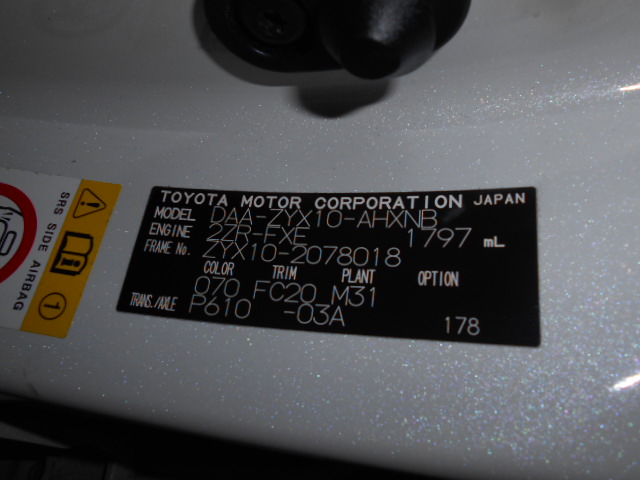 TOYOTA MOTOR CORPORATION JAPAN
MODEL DAA-ZYX10-AHXNB
ENGINE 2ZR-FXE 1797 mL
FRAME No. ZYX10-2078018
COLOR TRIM PLANT OPTION
070 FC20 M31
TRANS./AXLE P610 -03A 178
SRS SIDE AIRBAG